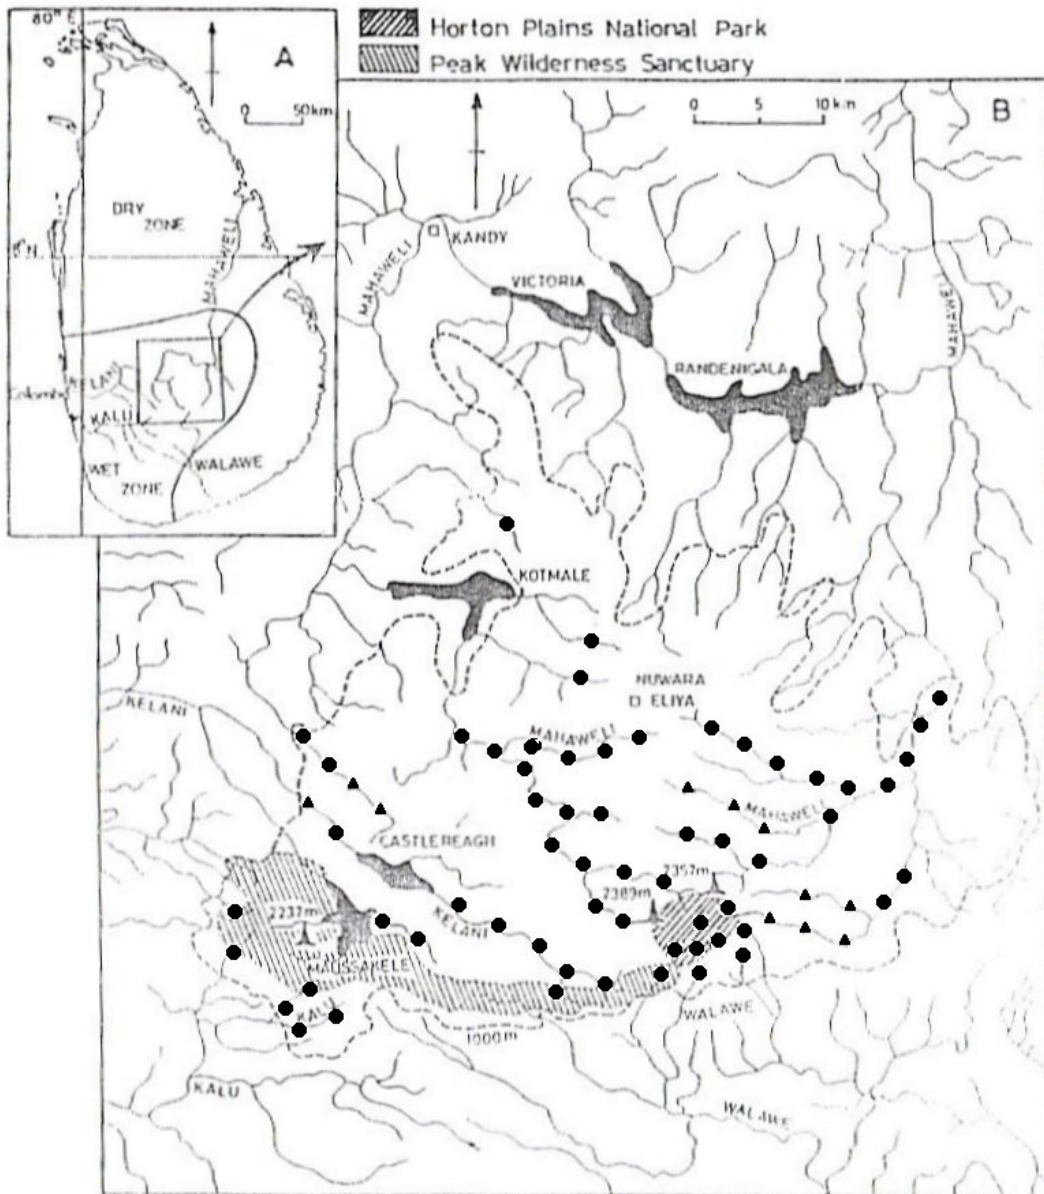 Horton Plains National Park
Peak Wilderness Sanctuary
80° E
A
0 50km
DRY
ZONE
MAHAWELI
8°N
KELANI
Colombo
KALU
WET
ZONE
WALAWE
B
0 5 10 km
KANDY
MAHAWELI
VICTORIA
MAHAWELI
RANDENIGALA
KOTMALE
NUWARA
ELIYA
KELANI
MAHAWELI
MAHAWELI
CASTLEREAGH
2357m
2389m
2237m
KELANI
MAUSSAKELE
WALAWE
1000m
KALU
WALAWE